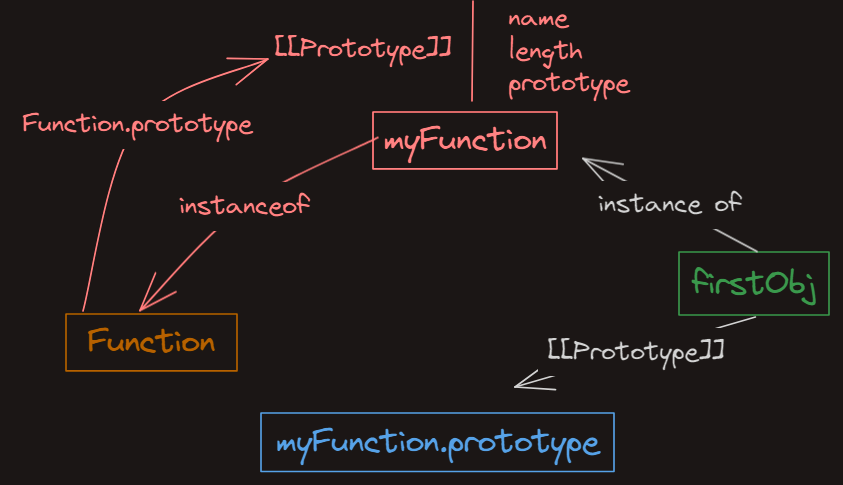 name
[[Prototype]]
length
prototype
Function.prototype
myFunction
instanceof
instance of
firstObj
Function
[[Prototype]]
myFunction.prototype